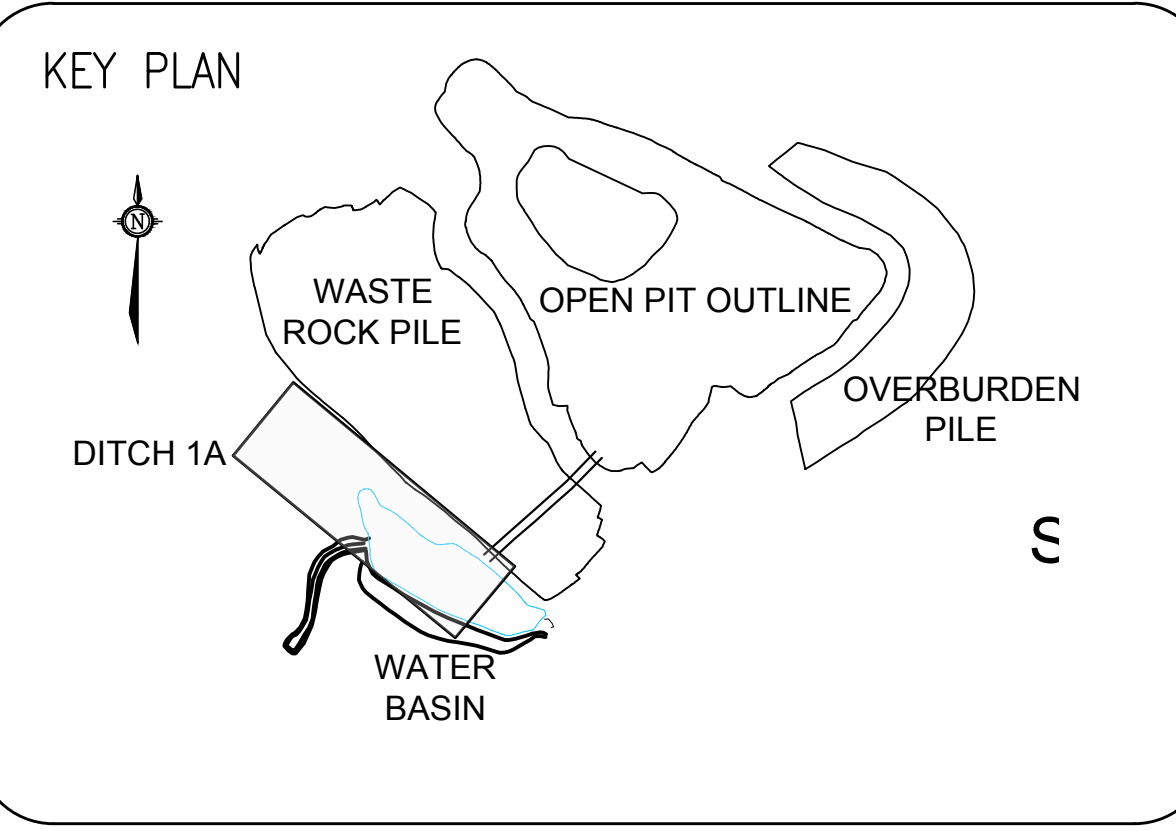 KEY PLAN
N
WASTE
ROCK PILE
OPEN PIT OUTLINE
OVERBURDEN
PILE
DITCH 1A
S
WATER
BASIN